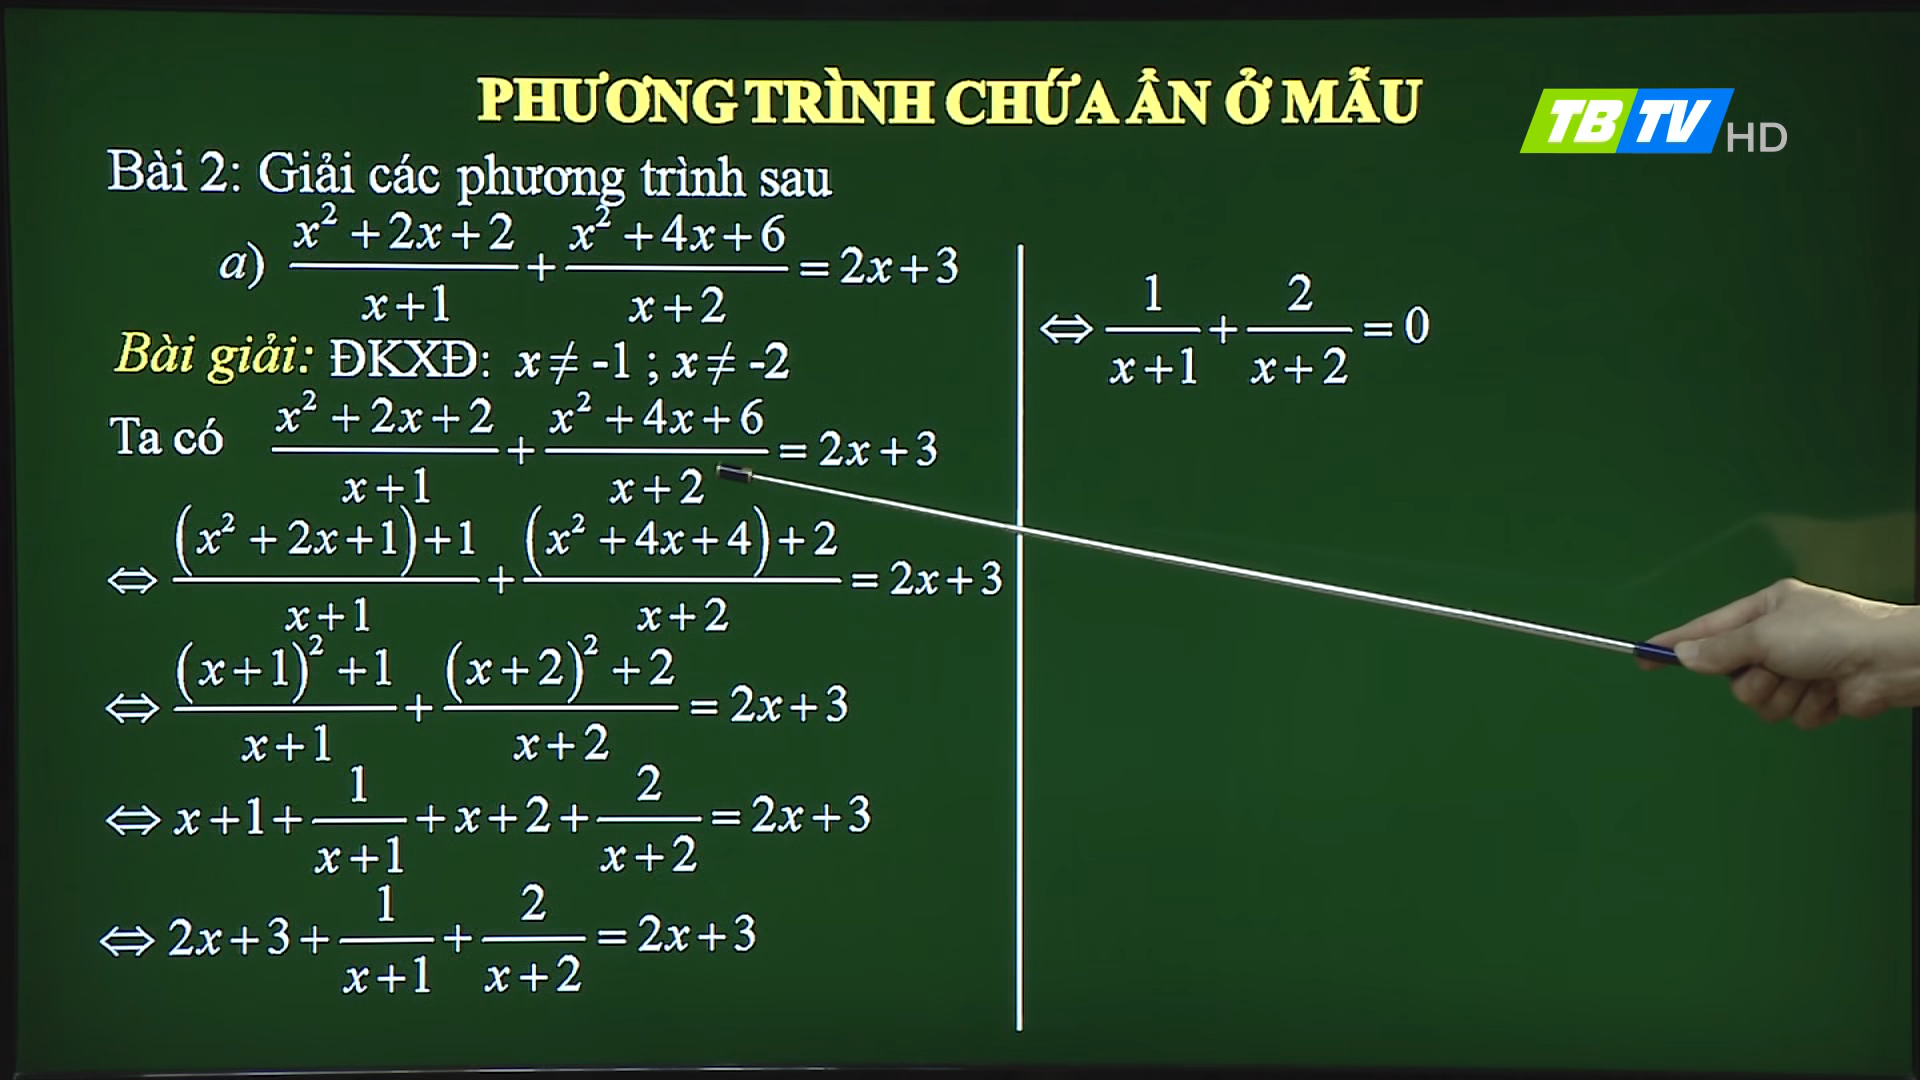 PHƯƠNG TRÌNH CHỨA ẨN Ở MẪU
TBTV HD
Bài 2: Giải các phương trình sau
a) (x² + 2x + 2)/(x + 1) + (x² + 4x + 6)/(x + 2) = 2x + 3
Bài giải: ĐKXĐ: x ≠ -1 ; x ≠ -2
Ta có (x² + 2x + 2)/(x + 1) + (x² + 4x + 6)/(x + 2) = 2x + 3
⇔ ((x² + 2x + 1) + 1)/(x + 1) + ((x² + 4x + 4) + 2)/(x + 2) = 2x + 3
⇔ ((x + 1)² + 1)/(x + 1) + ((x + 2)² + 2)/(x + 2) = 2x + 3
⇔ x + 1 + 1/(x + 1) + x + 2 + 2/(x + 2) = 2x + 3
⇔ 2x + 3 + 1/(x + 1) + 2/(x + 2) = 2x + 3
⇔ 1/(x + 1) + 2/(x + 2) = 0